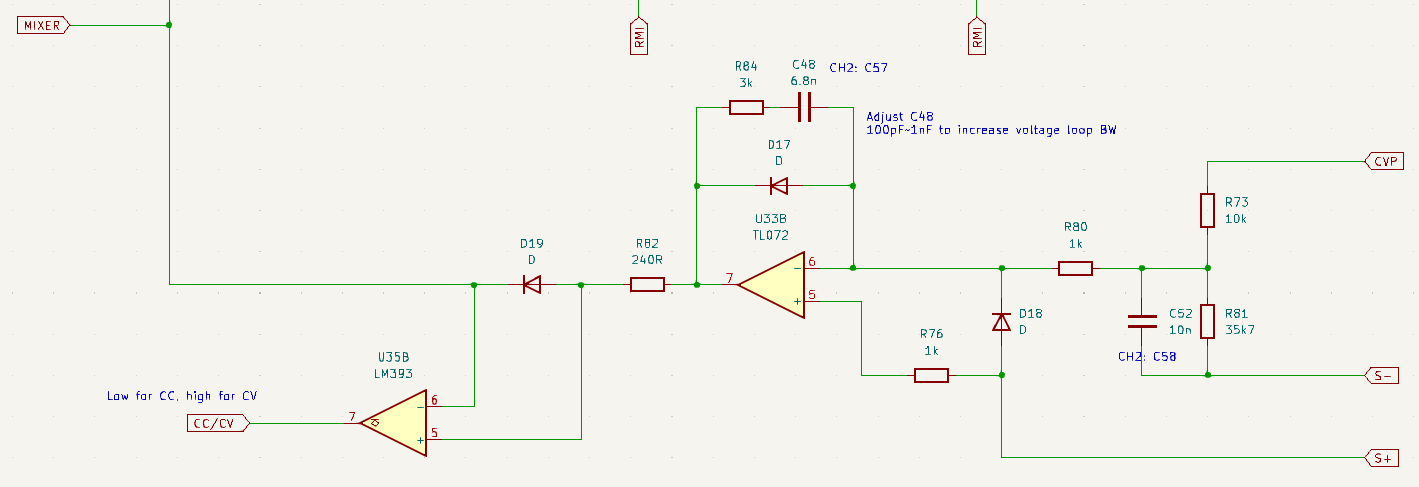 MIXER
RMI
RMI
R84
3k
C48
6.8n
CH2: C57
Adjust C48
100pF~1nF to increase voltage loop BW
D17
D
CVP
R73
10k
U33B
TL072
R80
1k
D19
D
R82
240R
7
6
-
5
+
D18
D
C52
10n
R81
35k7
R76
1k
CH2: C58
U35B
LM393
S-
Low for CC, high for CV
CC/CV
7
6
-
5
+
S+